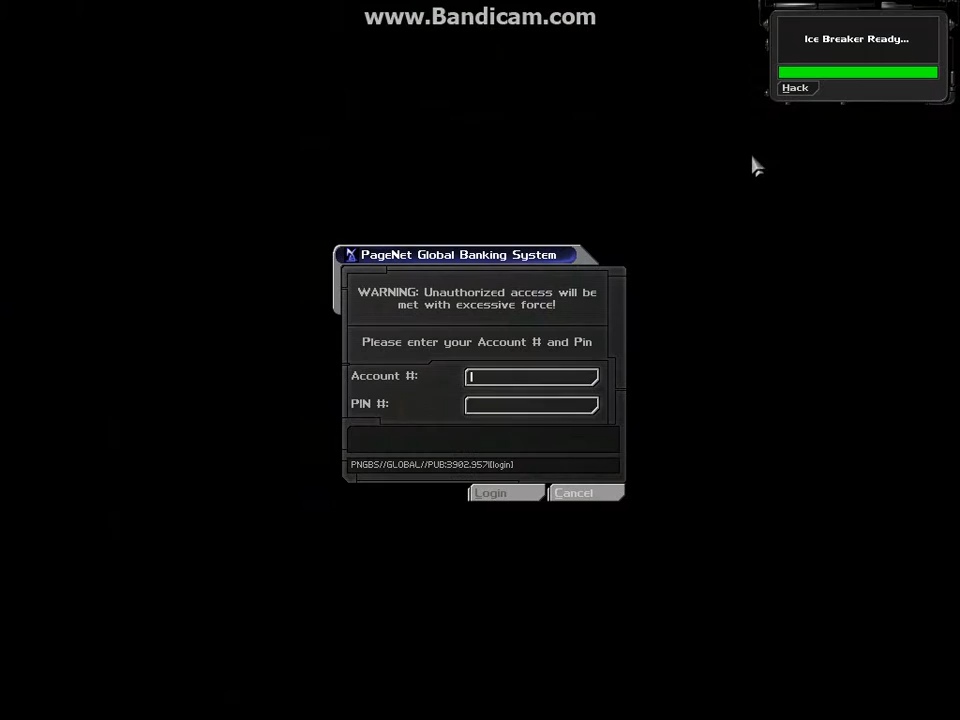 www.Bandicam.com
Ice Breaker Ready...
Hack
PageNet Global Banking System
WARNING: Unauthorized access will be
met with excessive force!
Please enter your Account # and Pin
Account #:
PIN #:
PNGBS//GLOBAL//PUB:3902.9571[login]
Login
Cancel